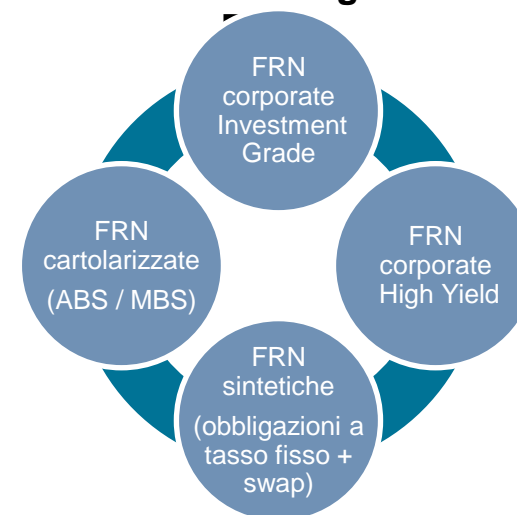 FRN
corporate
Investment
Grade
FRN
cartolarizzate
(ABS / MBS)
FRN
corporate
High Yield
FRN
sintetiche
(obbligazioni a
tasso fisso +
swap)